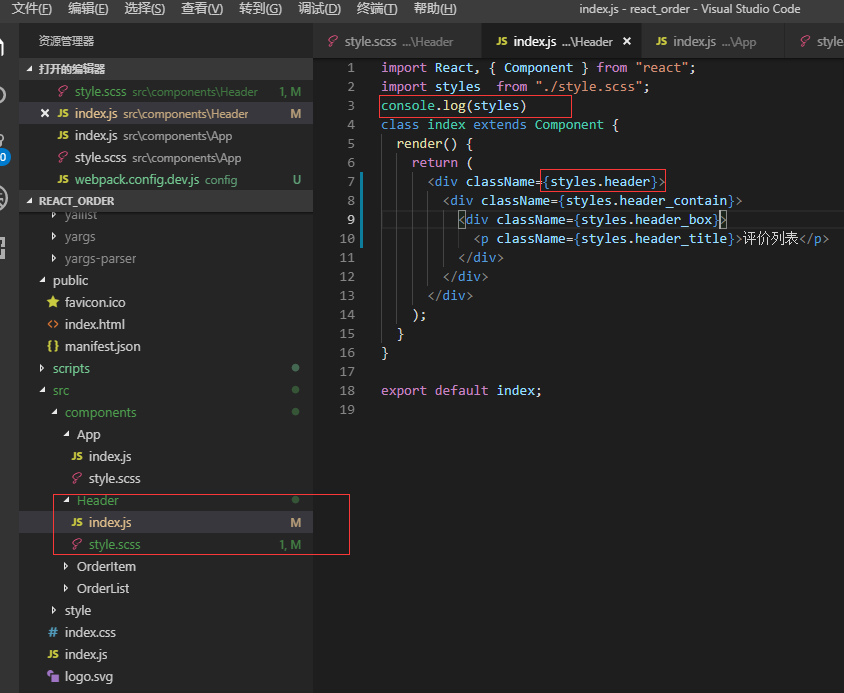 文件(F) 编辑(E) 选择(S) 查看(V) 转到(G) 调试(D) 终端(T) 帮助(H) index.js - react_order - Visual Studio Code
资源管理器
打开的编辑器
style.scss src\components\Header 1, M
index.js src\components\Header M
index.js src\components\App
style.scss src\components\App
webpack.config.dev.js config U
REACT_ORDER
yallist
yargs
yargs-parser
public
favicon.ico
index.html
manifest.json
scripts
src
components
App
index.js
style.scss
Header
index.js M
style.scss 1, M
OrderItem
OrderList
style
index.css
index.js
logo.svg
style.scss ...\Header index.js ...\Header index.js ...\App style
1 import React, { Component } from "react";
2 import styles  from "./style.scss";
3 console.log(styles)
4 class index extends Component {
5 render() {
6 return (
7 <div className={styles.header}>
8 <div className={styles.header_contain}>
9 <div className={styles.header_box}>
10 <p className={styles.header_title}>评价列表</p>
11 </div>
12 </div>
13 </div>
14 );
15 }
16 }
17
18 export default index;
19